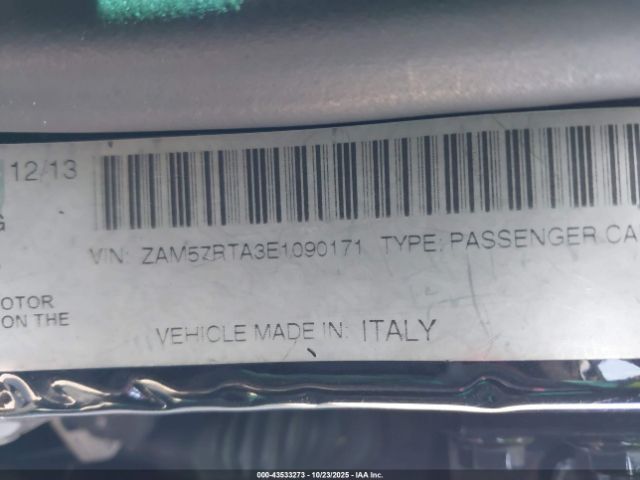 12/13
G
VIN: ZAM57RTA3E1090171 TYPE: PASSENGER CA
OTOR
ON THE
VEHICLE MADE IN: ITALY
000-43533273 - 10/23/2025 - IAA Inc.